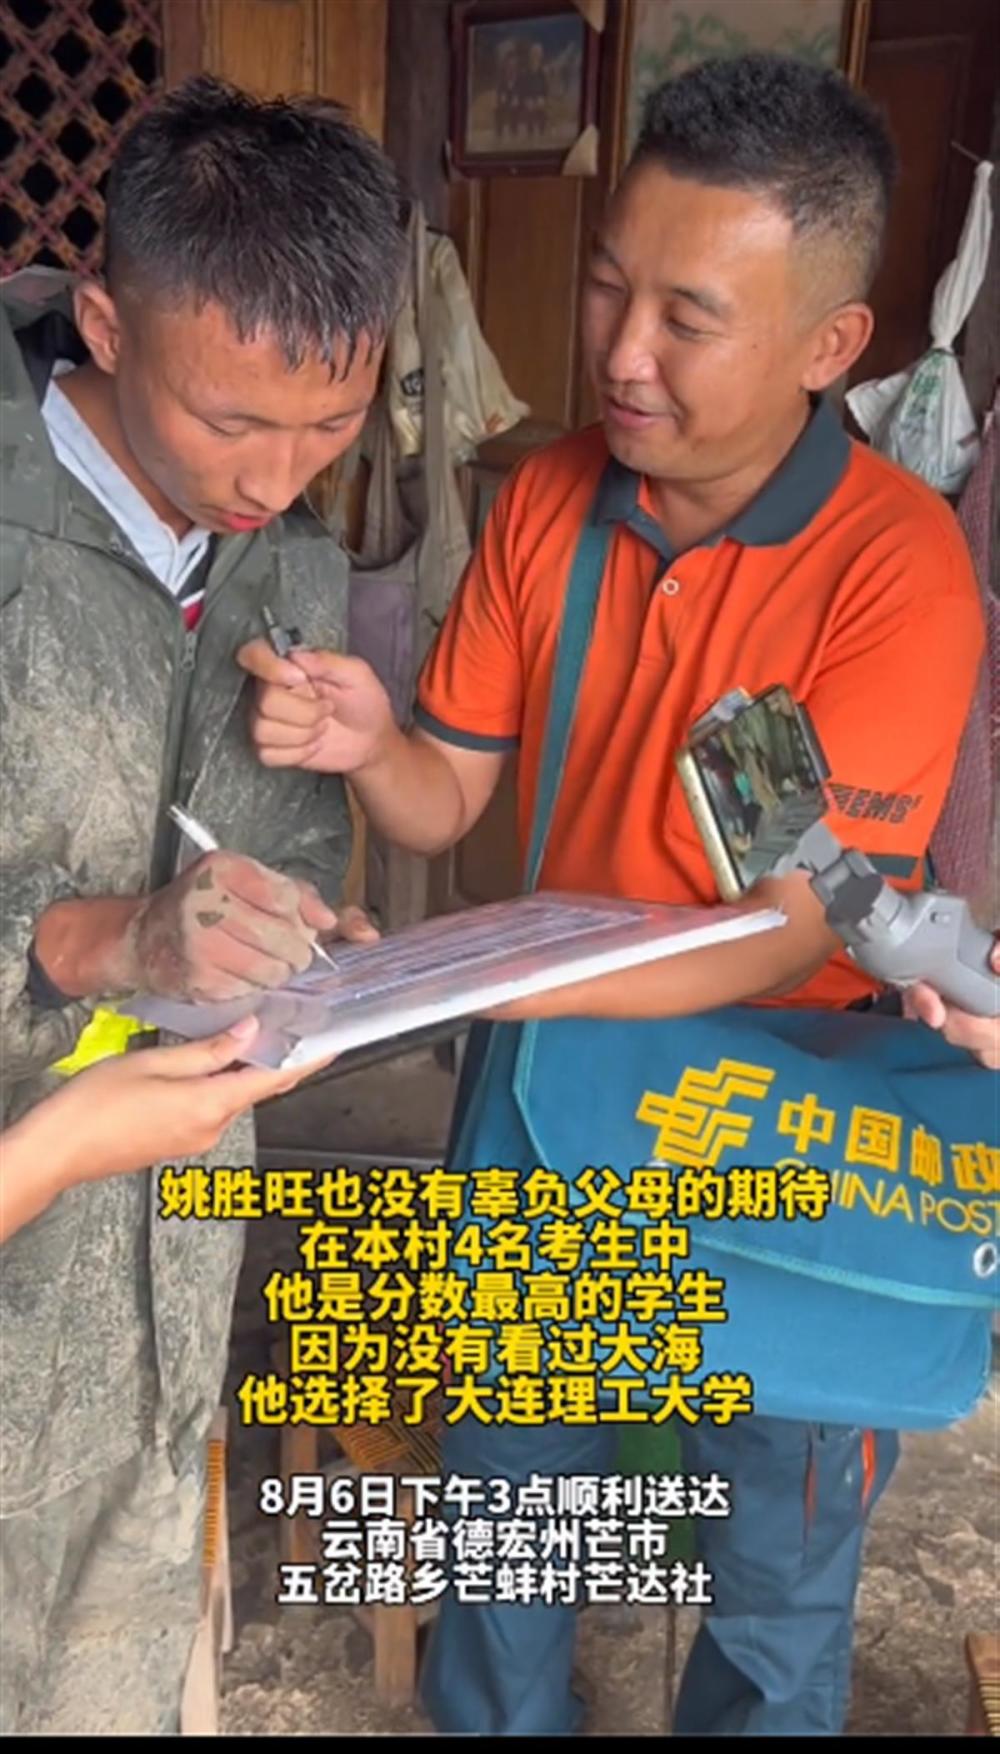 EMS
中国邮政
CHINA POST
姚胜旺也没有辜负父母的期待
在本村4名考生中
他是分数最高的学生
因为没有看过大海
他选择了大连理工大学
8月6日下午3点顺利送达
云南省德宏州芒市
五岔路乡芒蚌村芒达社